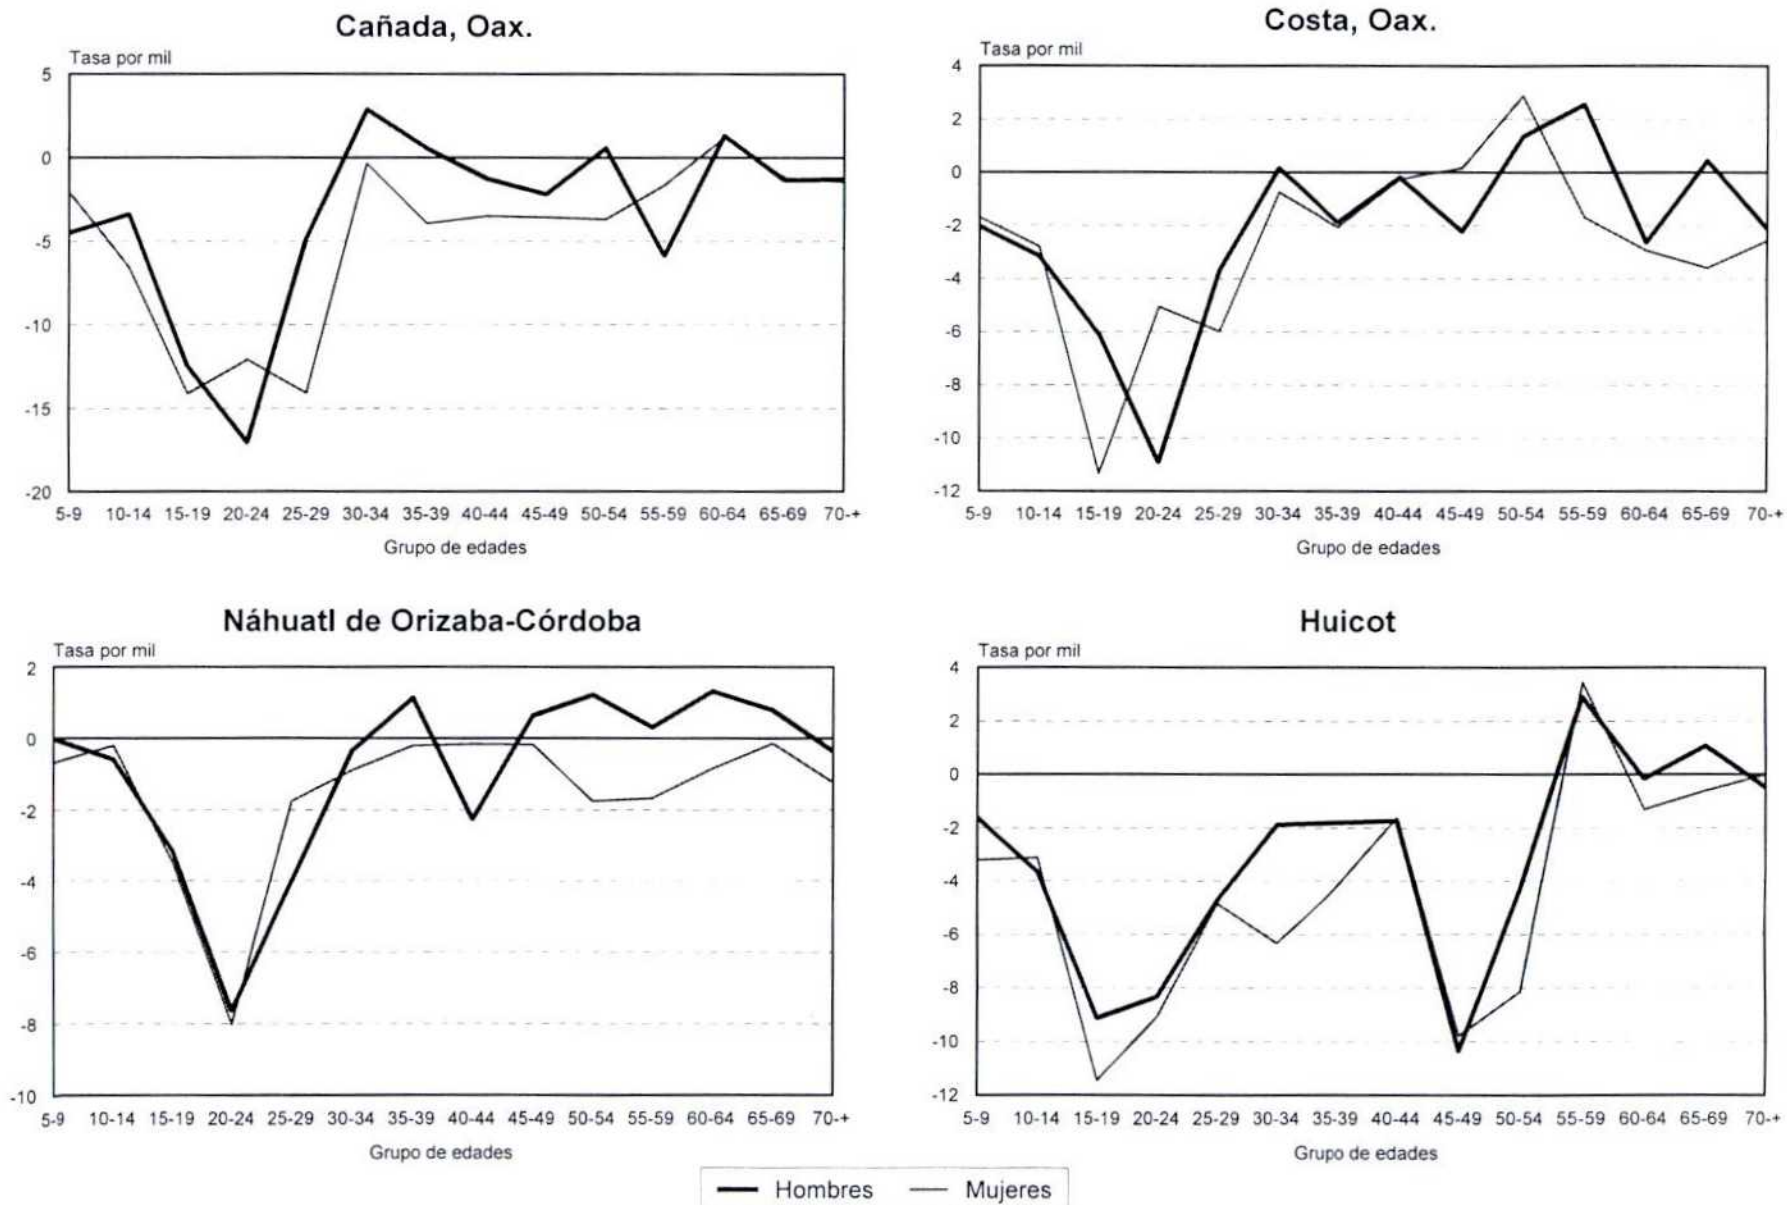 Cañada, Oax.
Tasa por mil
5
0
-5
-10
-15
-20
5-9 10-14 15-19 20-24 25-29 30-34 35-39 40-44 45-49 50-54 55-59 60-64 65-69 70-+
Grupo de edades
Costa, Oax.
Tasa por mil
4
2
0
-2
-4
-6
-8
-10
-12
5-9 10-14 15-19 20-24 25-29 30-34 35-39 40-44 45-49 50-54 55-59 60-64 65-69 70-+
Grupo de edades
Náhuatl de Orizaba-Córdoba
Tasa por mil
2
0
-2
-4
-6
-8
-10
5-9 10-14 15-19 20-24 25-29 30-34 35-39 40-44 45-49 50-54 55-59 60-64 65-69 70-+
Grupo de edades
Huicot
Tasa por mil
4
2
0
-2
-4
-6
-8
-10
-12
5-9 10-14 15-19 20-24 25-29 30-34 35-39 40-44 45-49 50-54 55-59 60-64 65-69 70-+
Grupo de edades
Hombres Mujeres